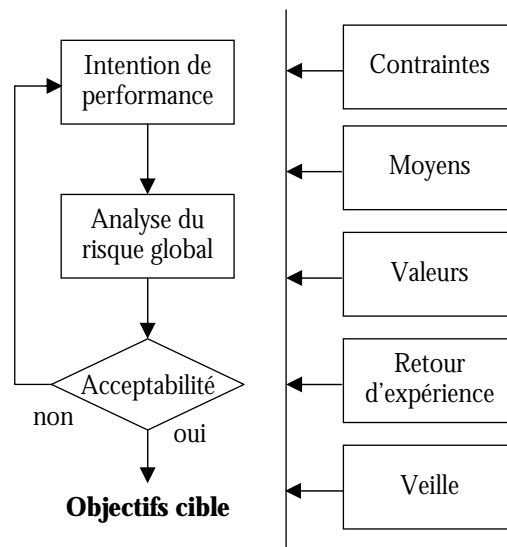 Intention de
performance
Analyse du
risque global
Acceptabilité
non
oui
Objectifs cible
Contraintes
Moyens
Valeurs
Retour
d'expérience
Veille